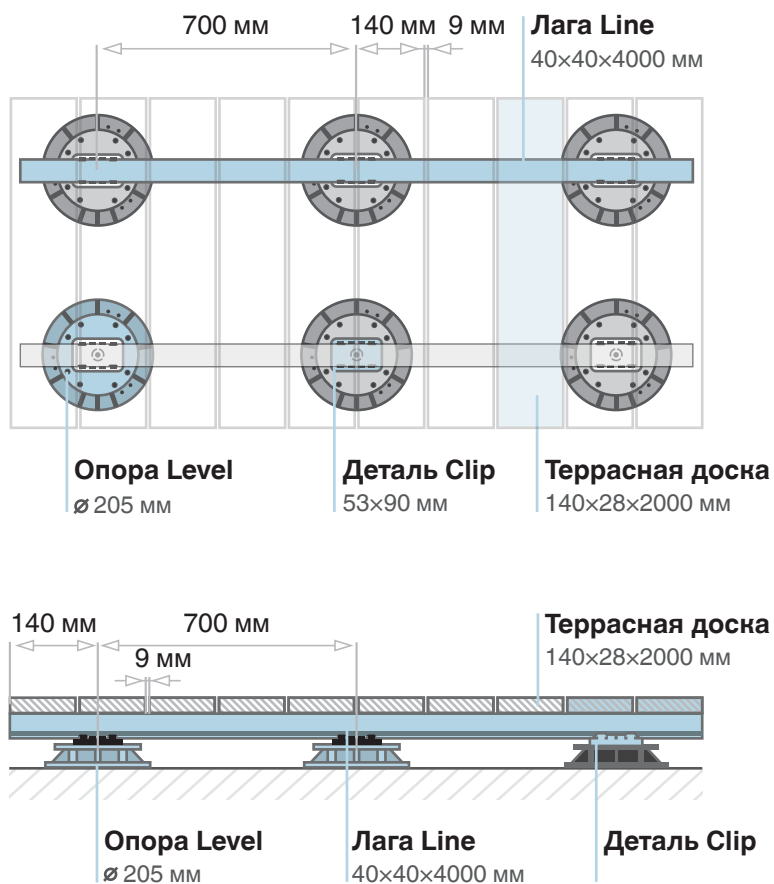 700 мм 140 мм 9 мм Лага Line
40×40×4000 мм
Опора Level Деталь Clip Террасная доска
⌀ 205 мм 53×90 мм 140×28×2000 мм
140 мм 700 мм Террасная доска
9 мм 140×28×2000 мм
Опора Level Лага Line Деталь Clip
⌀ 205 мм 40×40×4000 мм